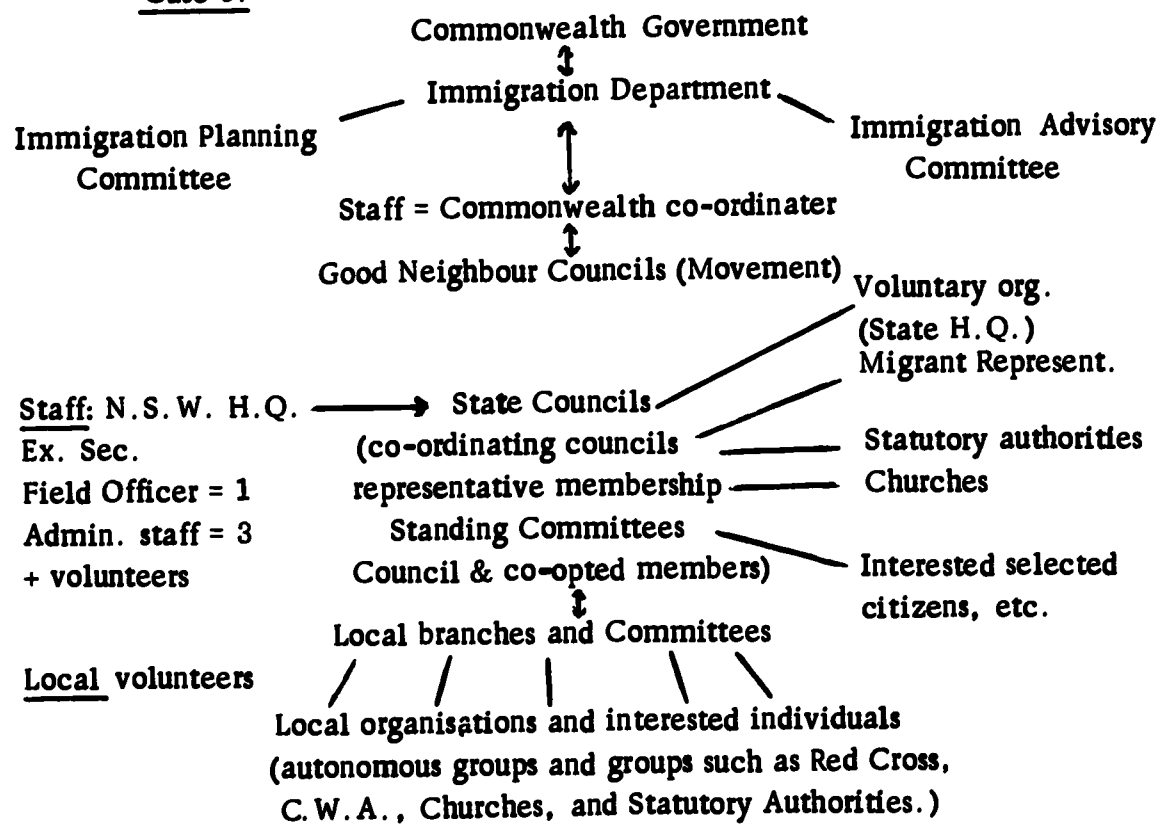 Commonwealth Government
Immigration Department
Immigration Planning
Committee
Immigration Advisory
Committee
Staff = Commonwealth co-ordinater
Good Neighbour Councils (Movement)
Voluntary org.
(State H.Q.)
Migrant Represent.
Staff: N.S.W. H.Q.
Ex. Sec.
Field Officer = 1
Admin. staff = 3
+ volunteers
State Councils
(co-ordinating councils
representative membership
Standing Committees
Council & co-opted members)
Statutory authorities
Churches
Interested selected
citizens, etc.
Local branches and Committees
Local volunteers
Local organisations and interested individuals
(autonomous groups and groups such as Red Cross,
C.W.A., Churches, and Statutory Authorities.)